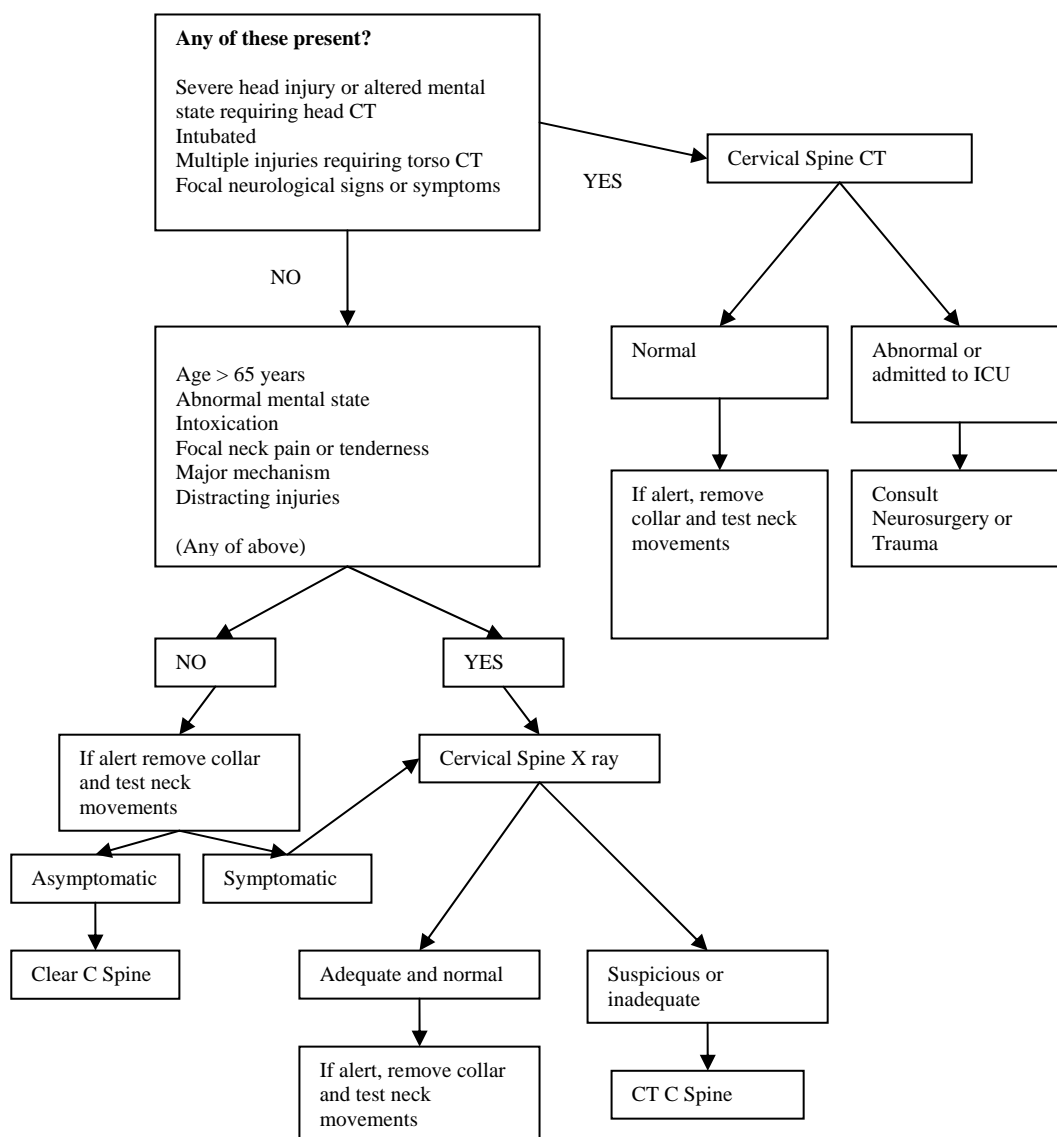 Any of these present?
Severe head injury or altered mental
state requiring head CT
Intubated
Multiple injuries requiring torso CT
Focal neurological signs or symptoms
YES
Cervical Spine CT
NO
Normal
Abnormal or
admitted to ICU
If alert, remove
collar and test neck
movements
Consult
Neurosurgery or
Trauma
Age > 65 years
Abnormal mental state
Intoxication
Focal neck pain or tenderness
Major mechanism
Distracting injuries
(Any of above)
NO
YES
If alert remove collar
and test neck
movements
Cervical Spine X ray
Asymptomatic
Symptomatic
Clear C Spine
Adequate and normal
Suspicious or
inadequate
If alert, remove collar
and test neck
movements
CT C Spine